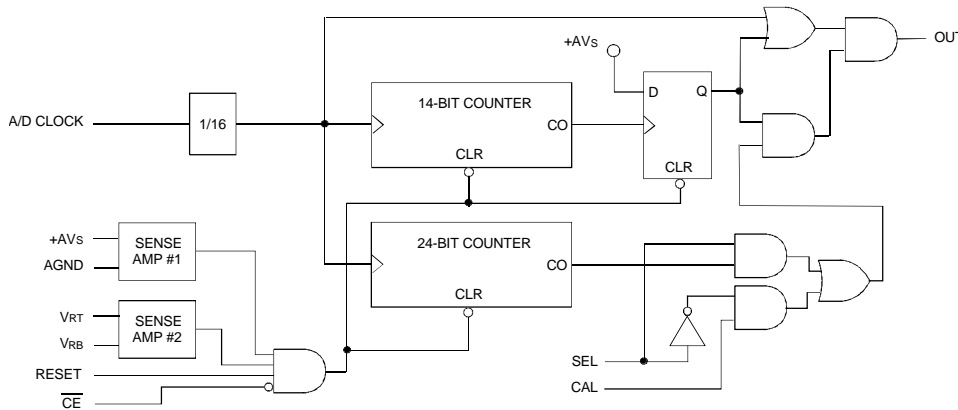 +AVS
OUT
14-BIT COUNTER
D
Q
A/D CLOCK
1/16
CO
CLR
CLR
+AVS
SENSE
AMP #1
AGND
24-BIT COUNTER
CO
CLR
VRT
SENSE
AMP #2
VRB
RESET
CE
SEL
CAL